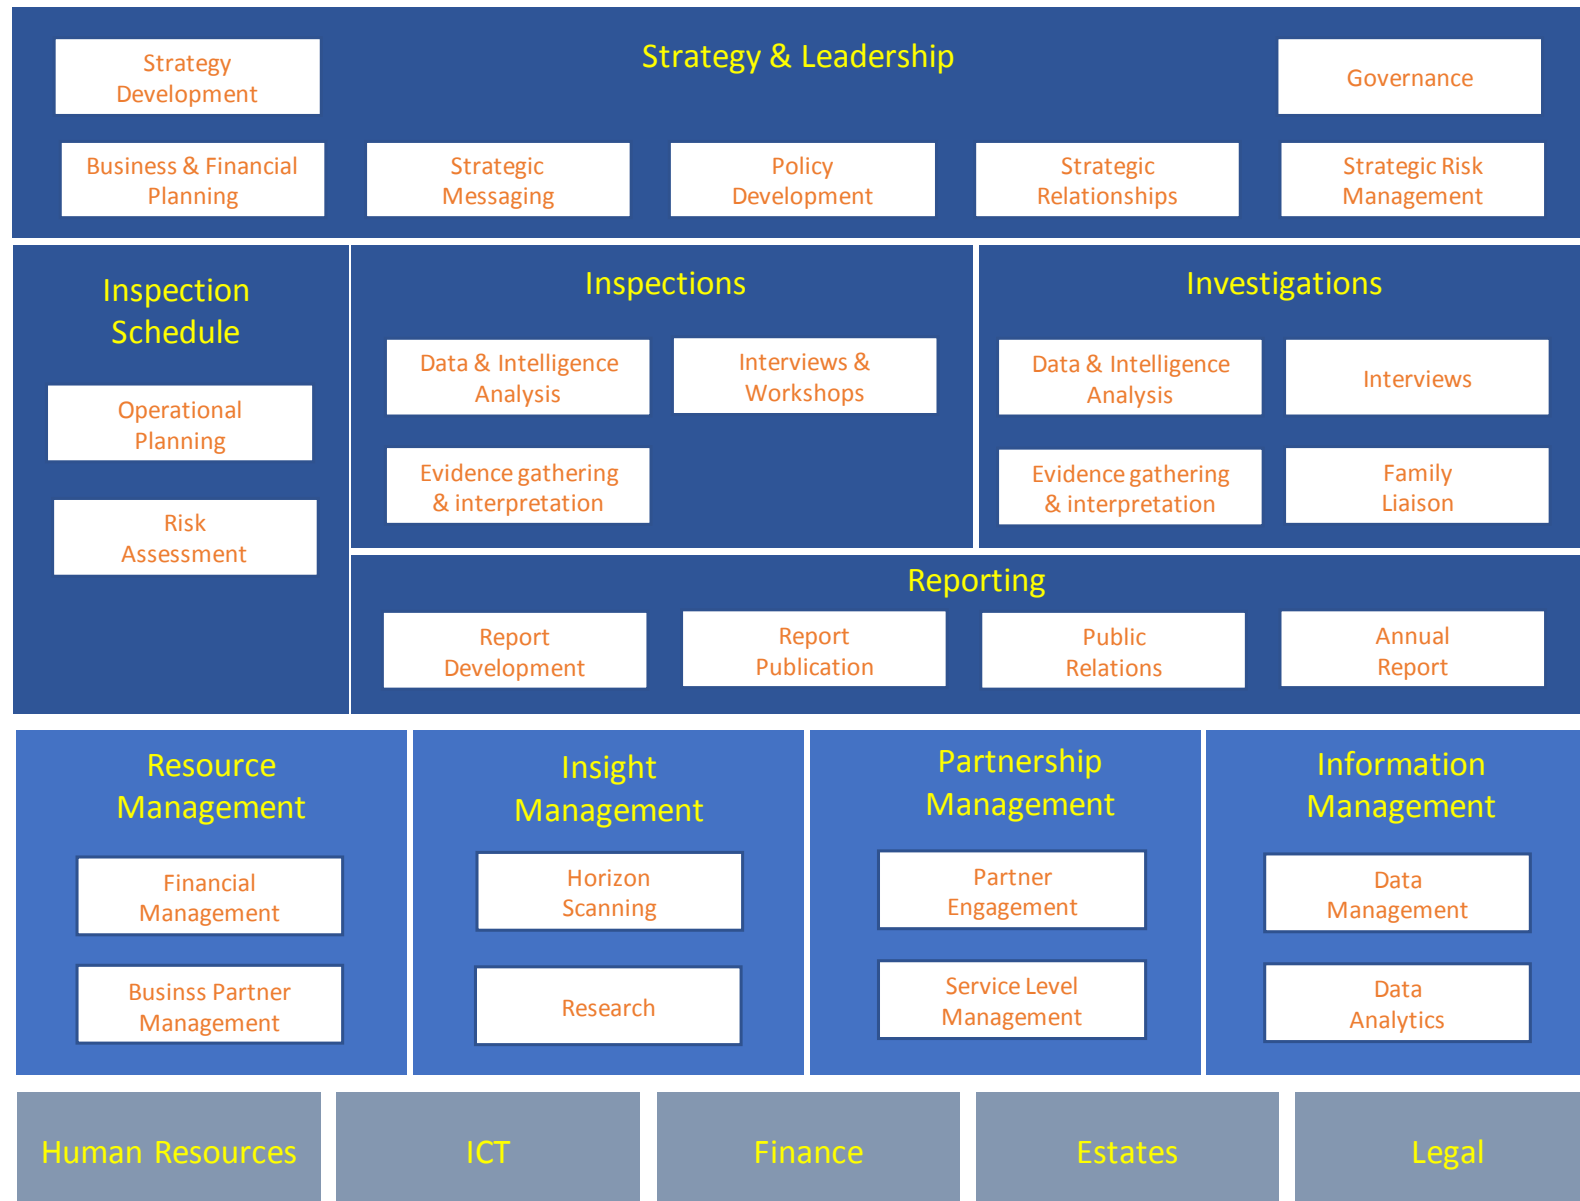 Strategy & Leadership
Strategy
Development
Governance
Business & Financial
Planning
Strategic
Messaging
Policy
Development
Strategic
Relationships
Strategic Risk
Management
Inspection
Schedule
Operational
Planning
Risk
Assessment
Inspections
Data & Intelligence
Analysis
Interviews &
Workshops
Evidence gathering
& interpretation
Investigations
Data & Intelligence
Analysis
Interviews
Evidence gathering
& interpretation
Family
Liaison
Reporting
Report
Development
Report
Publication
Public
Relations
Annual
Report
Resource
Management
Financial
Management
Businss Partner
Management
Insight
Management
Horizon
Scanning
Research
Partnership
Management
Partner
Engagement
Service Level
Management
Information
Management
Data
Management
Data
Analytics
Human Resources
ICT
Finance
Estates
Legal